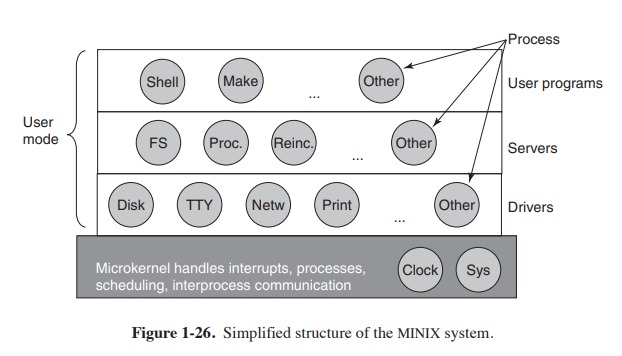 Process
Shell Make ... Other User programs
User
mode
FS Proc. Reinc. ... Other Servers
Disk TTY Netw Print ... Other Drivers
Microkernel handles interrupts, processes,
scheduling, interprocess communication
Clock Sys
Figure 1-26. Simplified structure of the MINIX system.